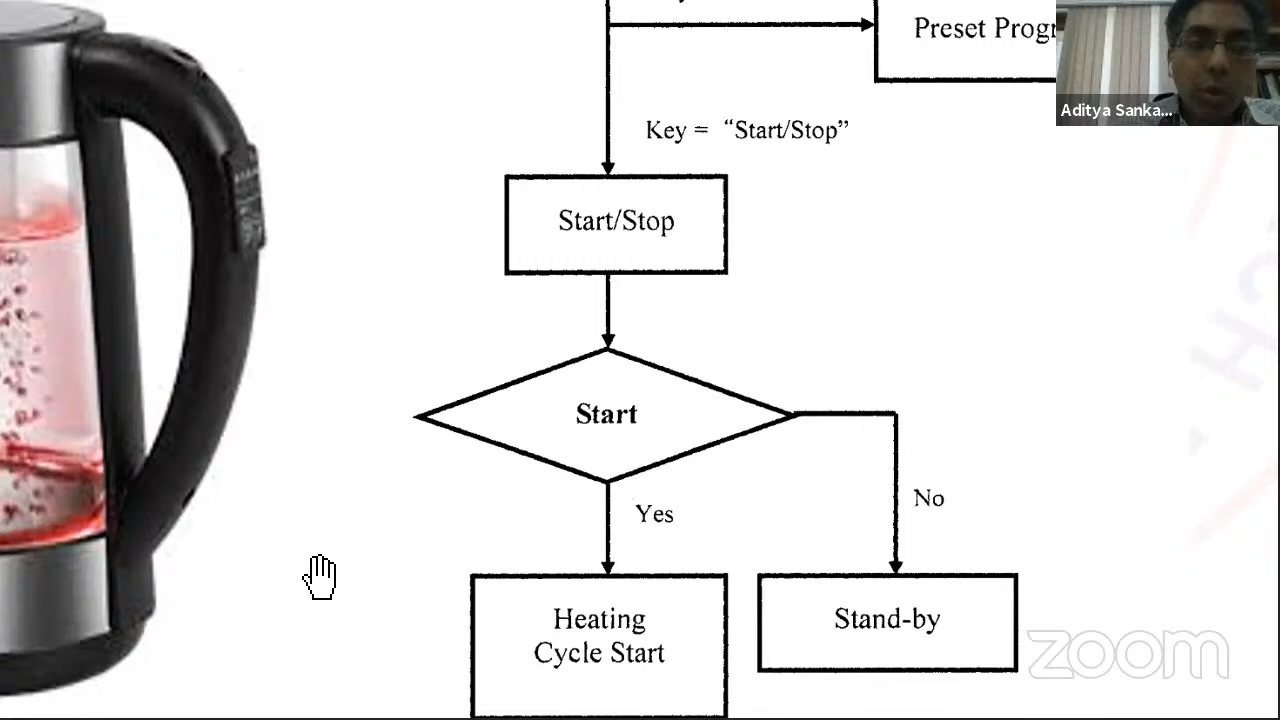 Preset Progr
Aditya Sanka...
Key = “Start/Stop”
Start/Stop
Start
Yes
No
Heating
Cycle Start
Stand-by
zoom